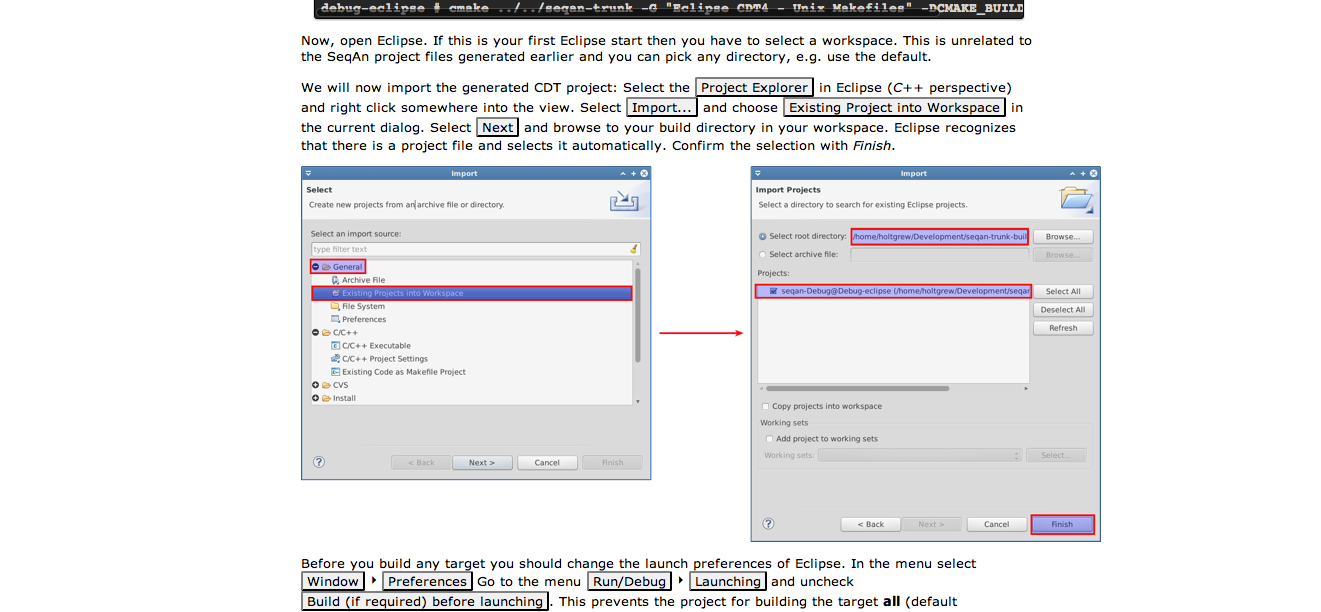 debug-eclipse # cmake ../../seqan-trunk -G "Eclipse CDT4 - Unix Makefiles" -DCMAKE_BUILD
Now, open Eclipse. If this is your first Eclipse start then you have to select a workspace. This is unrelated to
the SeqAn project files generated earlier and you can pick any directory, e.g. use the default.
We will now import the generated CDT project: Select the Project Explorer in Eclipse (C++ perspective)
and right click somewhere into the view. Select Import... and choose Existing Project into Workspace in
the current dialog. Select Next and browse to your build directory in your workspace. Eclipse recognizes
that there is a project file and selects it automatically. Confirm the selection with Finish.
Import
Select
Create new projects from an archive file or directory.
Select an import source:
type filter text
General
Archive File
Existing Projects into Workspace
File System
Preferences
C/C++
C/C++ Executable
C/C++ Project Settings
Existing Code as Makefile Project
CVS
Install
< Back Next > Cancel Finish
Import
Import Projects
Select a directory to search for existing Eclipse projects.
Select root directory: /home/holtgrew/Development/seqan-trunk-buil Browse...
Select archive file: Browse...
Projects:
seqan-Debug@Debug-eclipse (/home/holtgrew/Development/seqan Select All
Deselect All
Refresh
Copy projects into workspace
Working sets
Add project to working sets
Working sets: Select...
< Back Next > Cancel Finish
Before you build any target you should change the launch preferences of Eclipse. In the menu select
Window ‣ Preferences Go to the menu Run/Debug ‣ Launching and uncheck
Build (if required) before launching. This prevents the project for building the target all (default